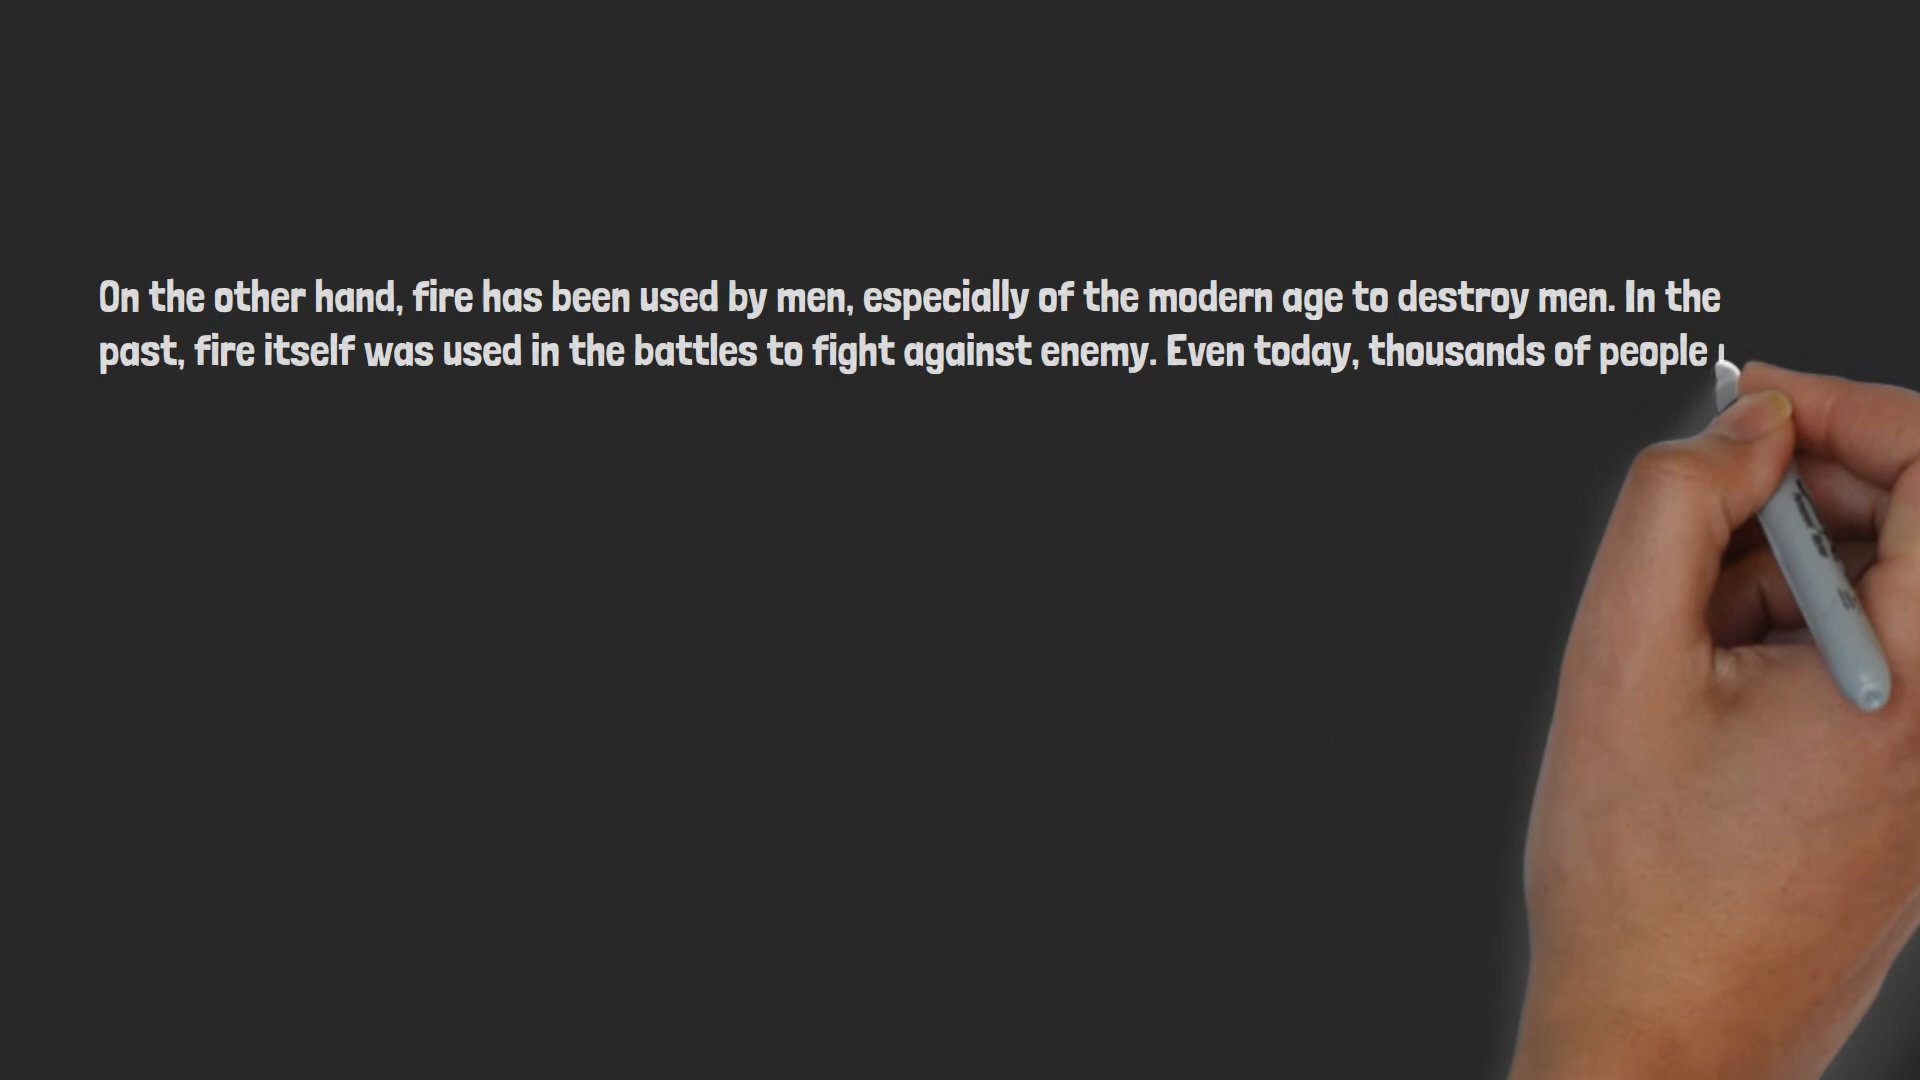 On the other hand, fire has been used by men, especially of the modern age to destroy men. In the
past, fire itself was used in the battles to fight against enemy. Even today, thousands of people